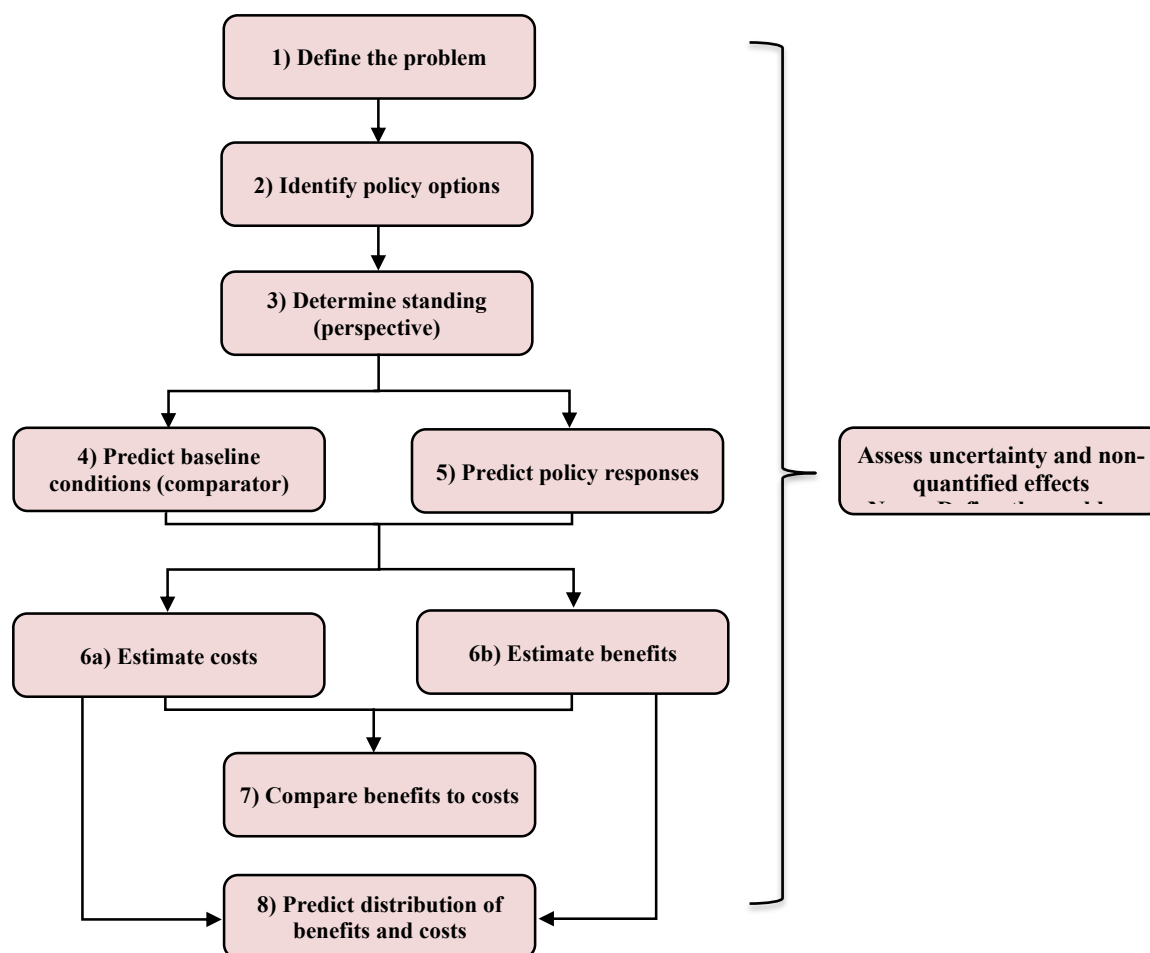 1) Define the problem
2) Identify policy options
3) Determine standing
(perspective)
4) Predict baseline
conditions (comparator)
5) Predict policy responses
Assess uncertainty and non-
quantified effects
6a) Estimate costs
6b) Estimate benefits
7) Compare benefits to costs
8) Predict distribution of
benefits and costs